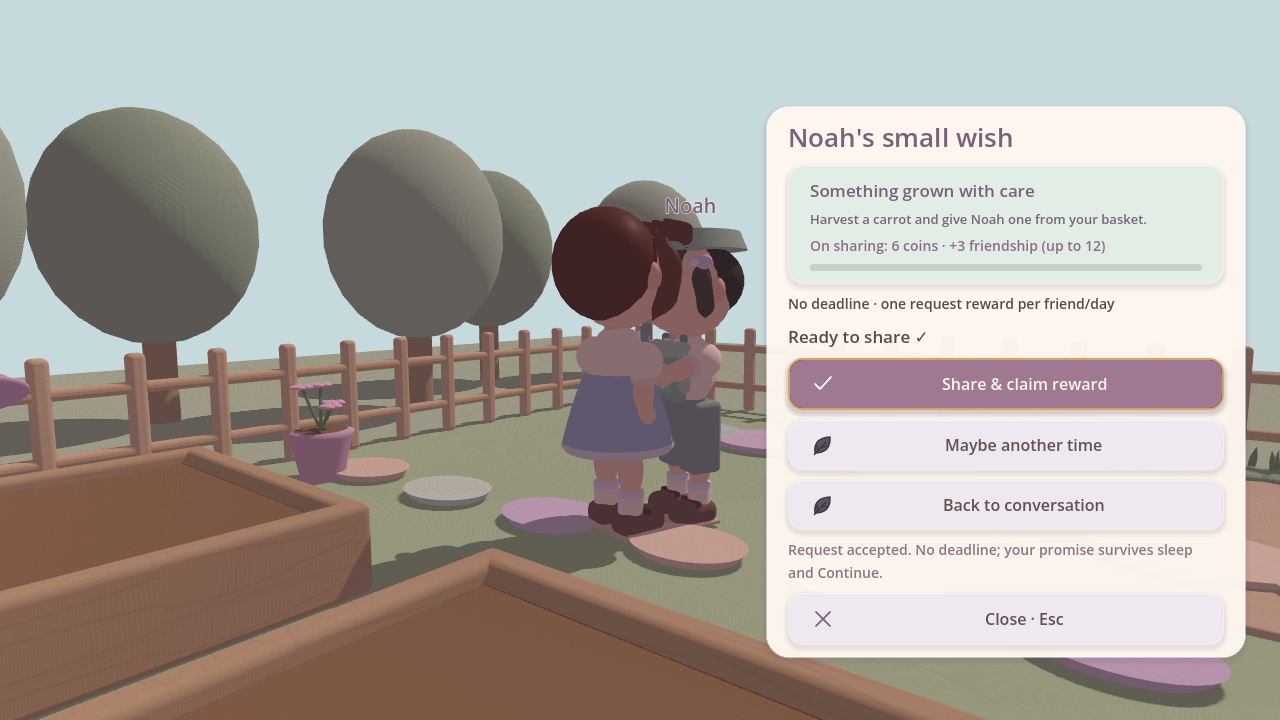 Noah
Noah's small wish
Something grown with care
Harvest a carrot and give Noah one from your basket.
On sharing: 6 coins · +3 friendship (up to 12)
No deadline · one request reward per friend/day
Ready to share ✓
Share & claim reward
Maybe another time
Back to conversation
Request accepted. No deadline; your promise survives sleep
and Continue.
Close · Esc